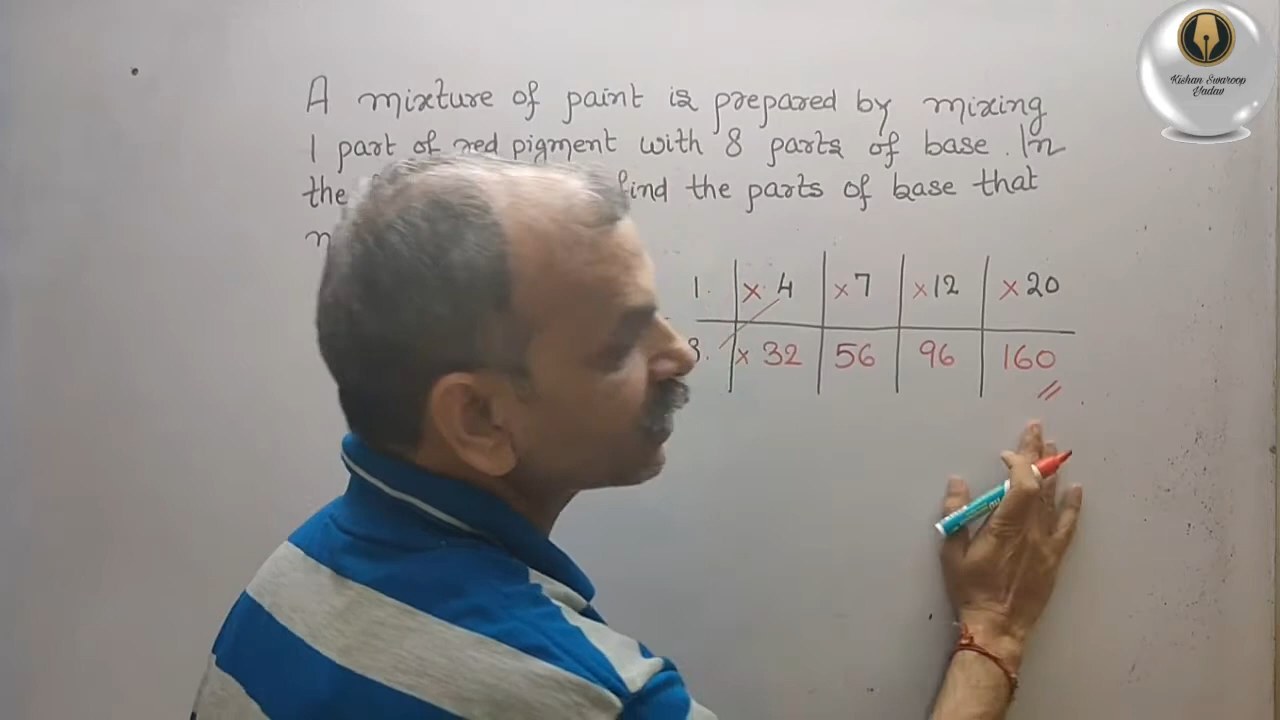 Kishan Swaroop
Yadav
A mixture of paint is prepared by mixing
1 part of red pigment with 8 parts of base. In
the find the parts of base that
1. × 4 × 7 × 12 × 20
× 32 56 96 160